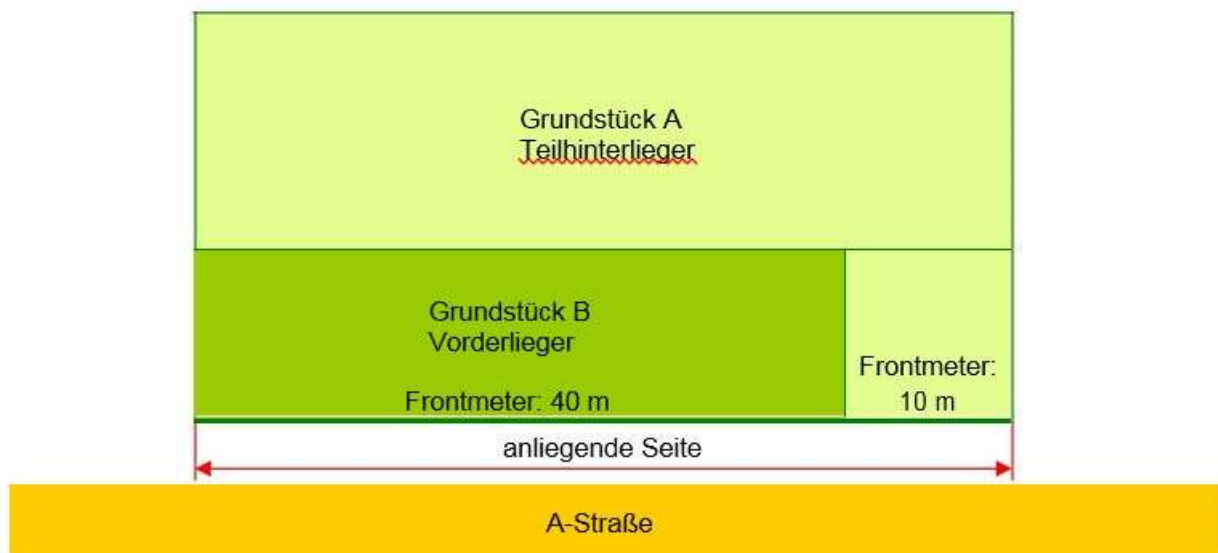 Grundstück A
Teilhinterlieger
Grundstück B
Vorderlieger
Frontmeter: 40 m
Frontmeter:
10 m
anliegende Seite
A-Straße